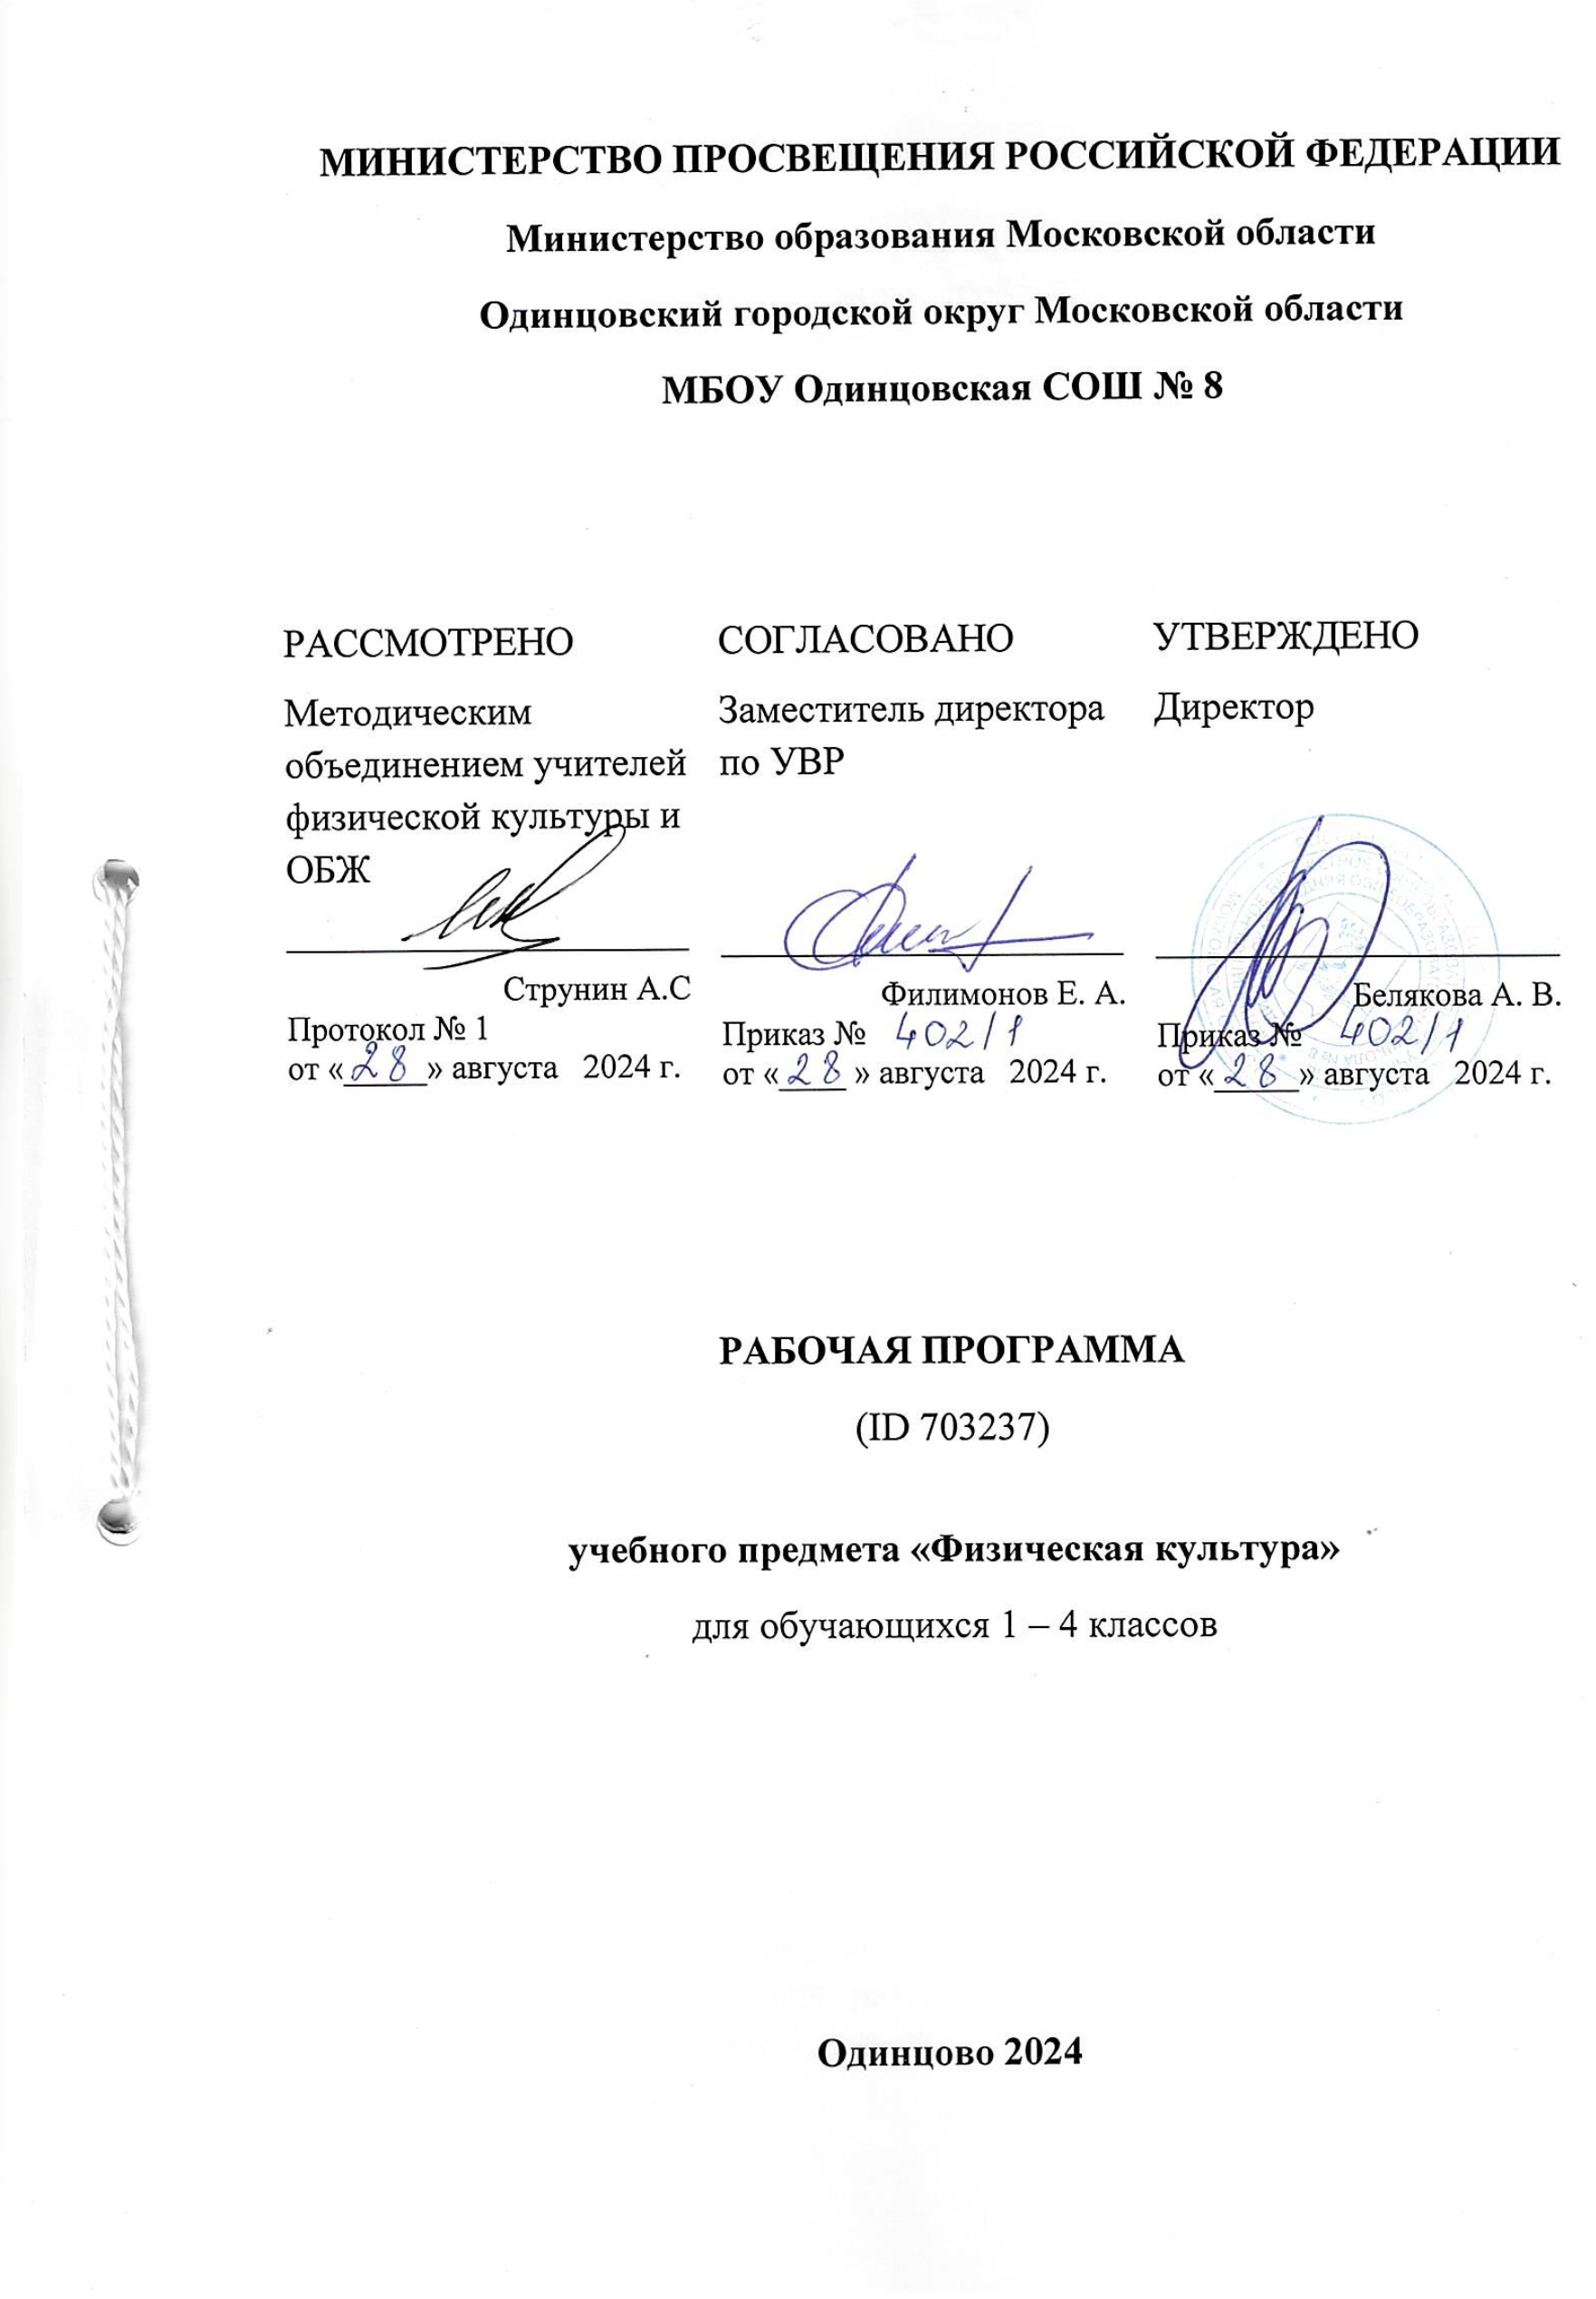 МИНИСТЕРСТВО ПРОСВЕЩЕНИЯ РОССИЙСКОЙ ФЕДЕРАЦИИ
Министерство образования Московской области
Одинцовский городской округ Московской области
МБОУ Одинцовская СОШ № 8
РАССМОТРЕНО
Методическим
объединением учителей
физической культуры и
ОБЖ
Струнин А.С
Протокол № 1
от «28» августа 2024 г.
СОГЛАСОВАНО
Заместитель директора
по УВР
Филимонов Е. А.
Приказ № 402/1
от «28 » августа 2024 г.
УТВЕРЖДЕНО
Директор
Белякова А. В.
Приказ № 402/1
от «28» августа 2024 г.
РАБОЧАЯ ПРОГРАММА
(ID 703237)
учебного предмета «Физическая культура»
для обучающихся 1 – 4 классов
Одинцово 2024